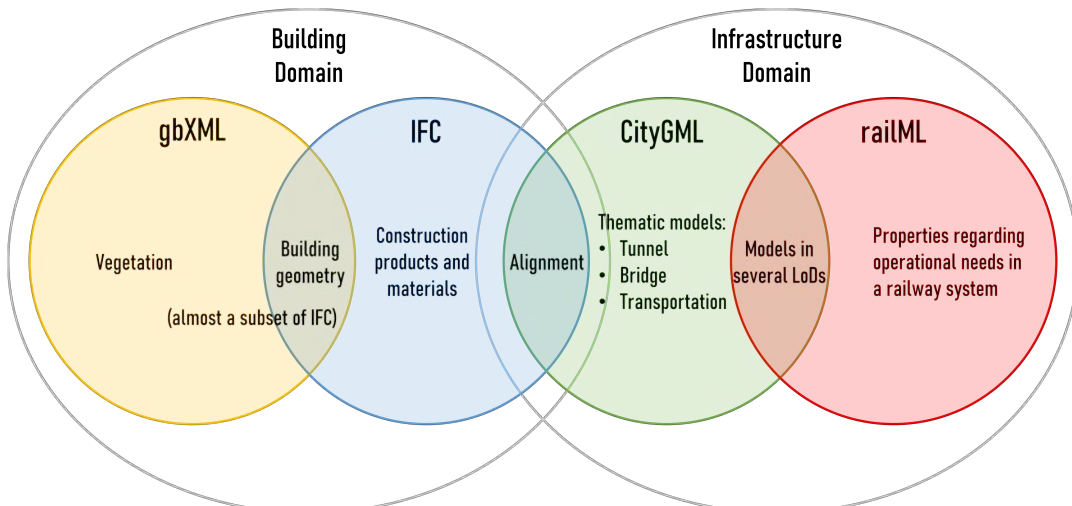 Building
Domain
Infrastructure
Domain
gbXML
IFC
CityGML
railML
Vegetation
(almost a subset of IFC)
Building
geometry
Construction
products and
materials
Alignment
Thematic models:
• Tunnel
• Bridge
• Transportation
Models in
several LoDs
Properties regarding
operational needs in
a railway system